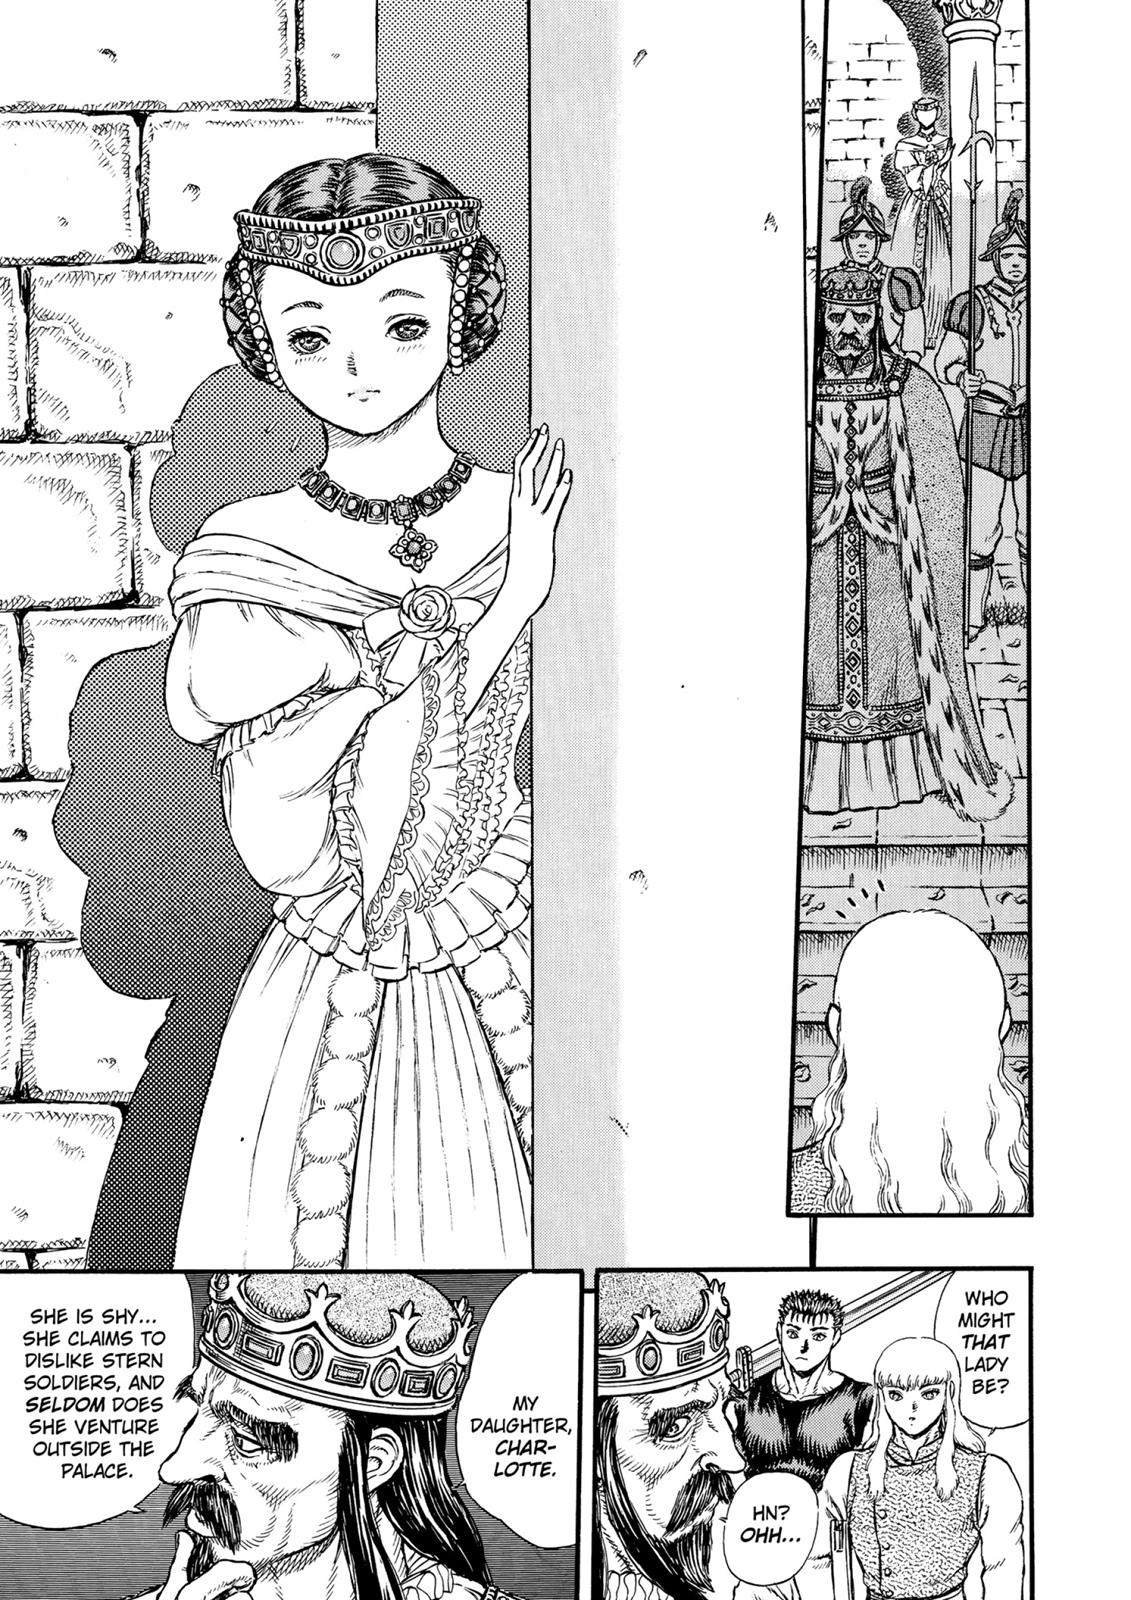 WHO
MIGHT
THAT
LADY
BE?
HN?
OHH...
MY
DAUGHTER,
CHAR-
LOTTE.
SHE IS SHY...
SHE CLAIMS TO
DISLIKE STERN
SOLDIERS, AND
SELDOM DOES
SHE VENTURE
OUTSIDE THE
PALACE.